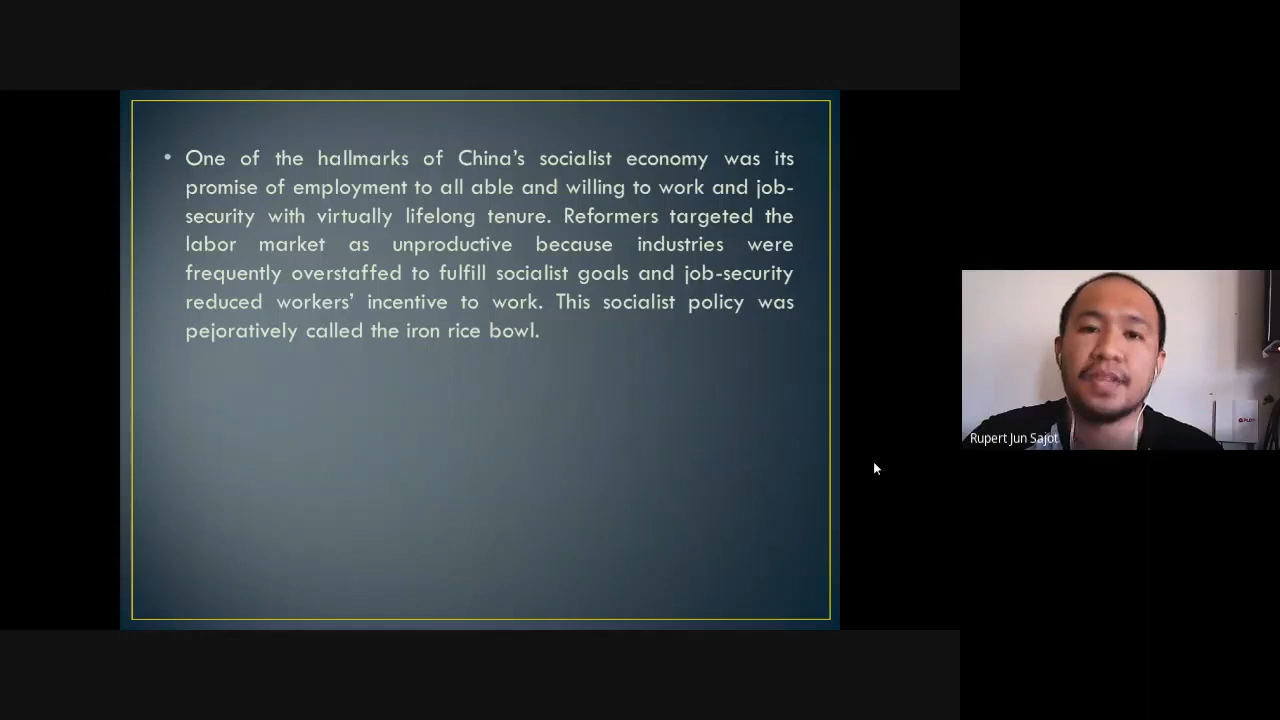 • One of the hallmarks of China’s socialist economy was its
promise of employment to all able and willing to work and job-
security with virtually lifelong tenure. Reformers targeted the
labor market as unproductive because industries were
frequently overstaffed to fulfill socialist goals and job-security
reduced workers’ incentive to work. This socialist policy was
pejoratively called the iron rice bowl.
Rupert Jun Sajot